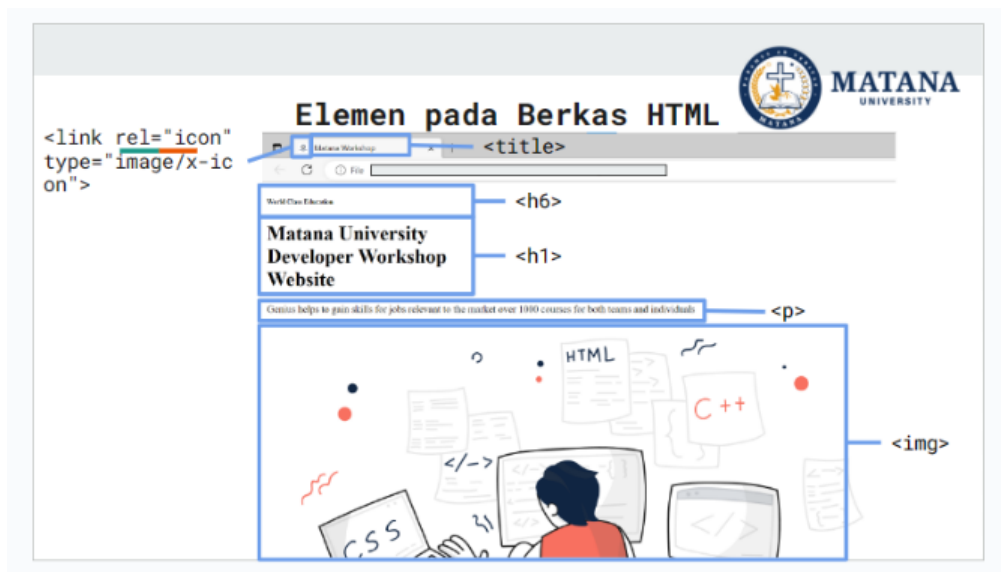 MATANA
UNIVERSITY
MATANA
Elemen pada Berkas HTML
<link rel="icon"
type="image/x-ic
on">
Matana Workshop
<title>
File
World Class Education
<h6>
Matana University
Developer Workshop
Website
<h1>
Genius helps to gain skills for jobs relevant to the market over 1000 courses for both teams and individuals
<p>
HTML
C ++
</-->
</>
CSS
<img>